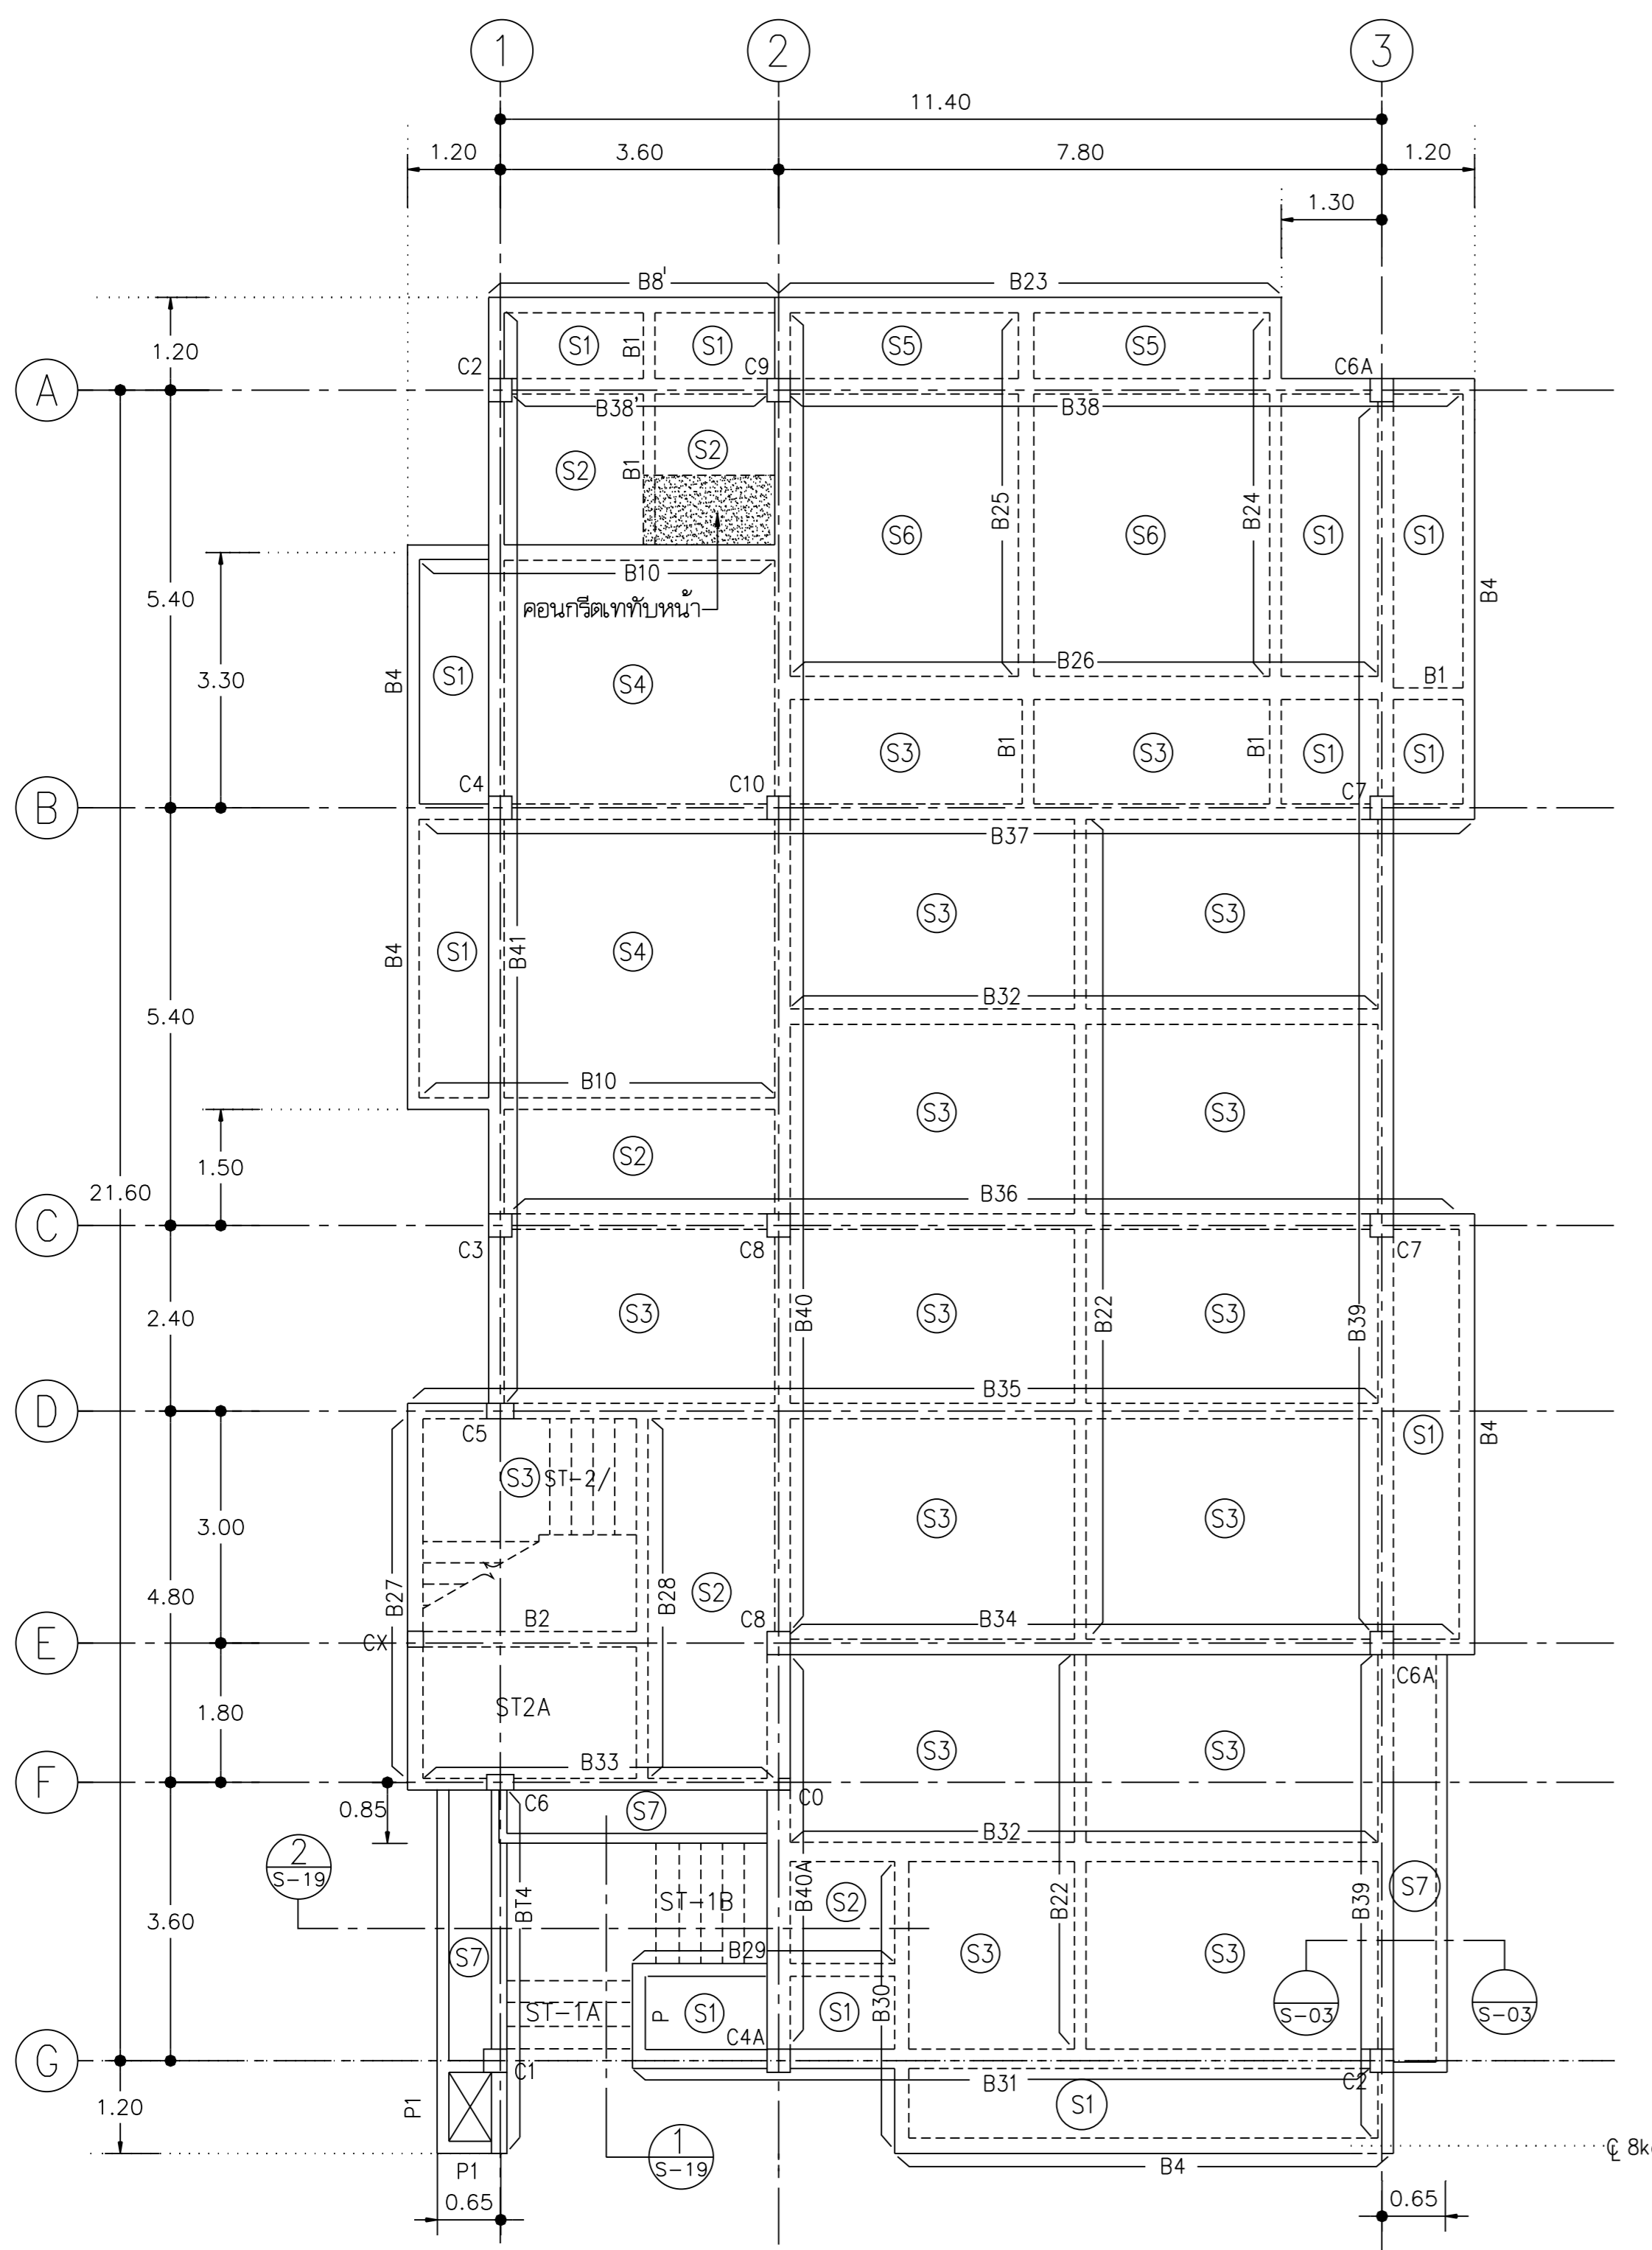 1 2 3
11.40
1.20 3.60 7.80 1.20
1.30
B8' B23
1.20
S1 B1 S1 S5 S5
C2 C9 C6A
A
B38' B38
S2 B1 S2
S6 B25 S6 B24 S1 S1
B10
5.40
คอนกรีตเททับหน้า
B4
3.30
B4 S1 S4 B26 B1
S3 B1 S3 B1 S1 S1
C4 C10 C7
B
B37
S3 S3
B4 S1 B41 S4
B32
5.40
B10
S3 S3
S2
1.50
21.60
B36
C
C3 C8 C7
2.40
S3 B40 S3 B22 S3 B39
B35
D
C5 S1 B4
S3 ST-2/
3.00
S3 S3
4.80
B27 B28 S2
B2 C8 B34
CX
E
C6A
ST2A
1.80
S3 S3
B33
F
0.85 C6 S7 C0
B32
2
S-19
BT4 ST-1B B40A S2 B22 B39 S7
3.60
B29
S7 S3 S3
ST-1A P S1 S1 B30
S-03 S-03
C4A
G
C1 B31 C2
1.20 P1 S1
1
S-19
℄ 8k
P1 B4
0.65 0.65